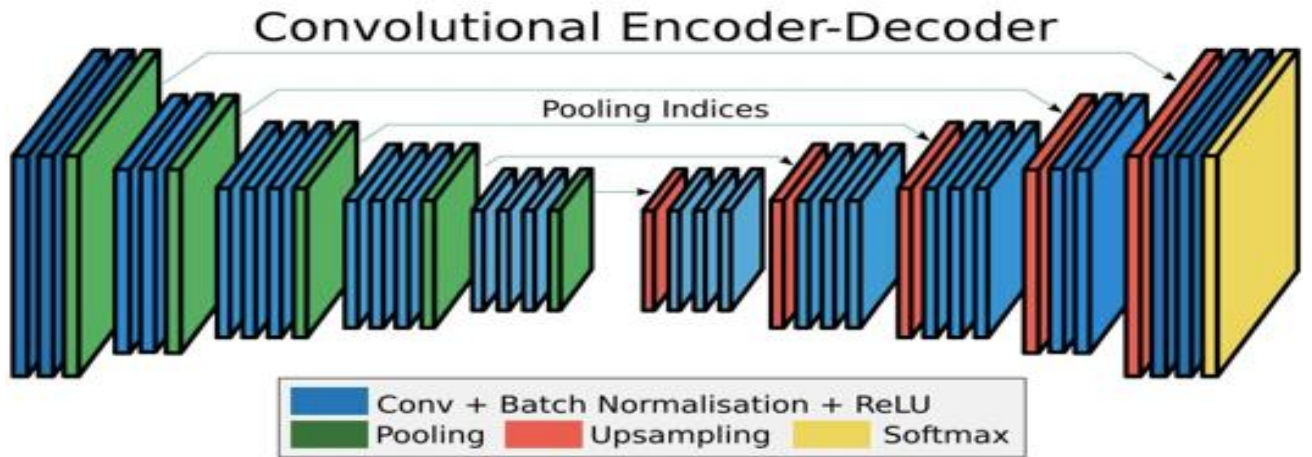 Convolutional Encoder-Decoder
Pooling Indices
Conv + Batch Normalisation + ReLU
Pooling Upsampling Softmax